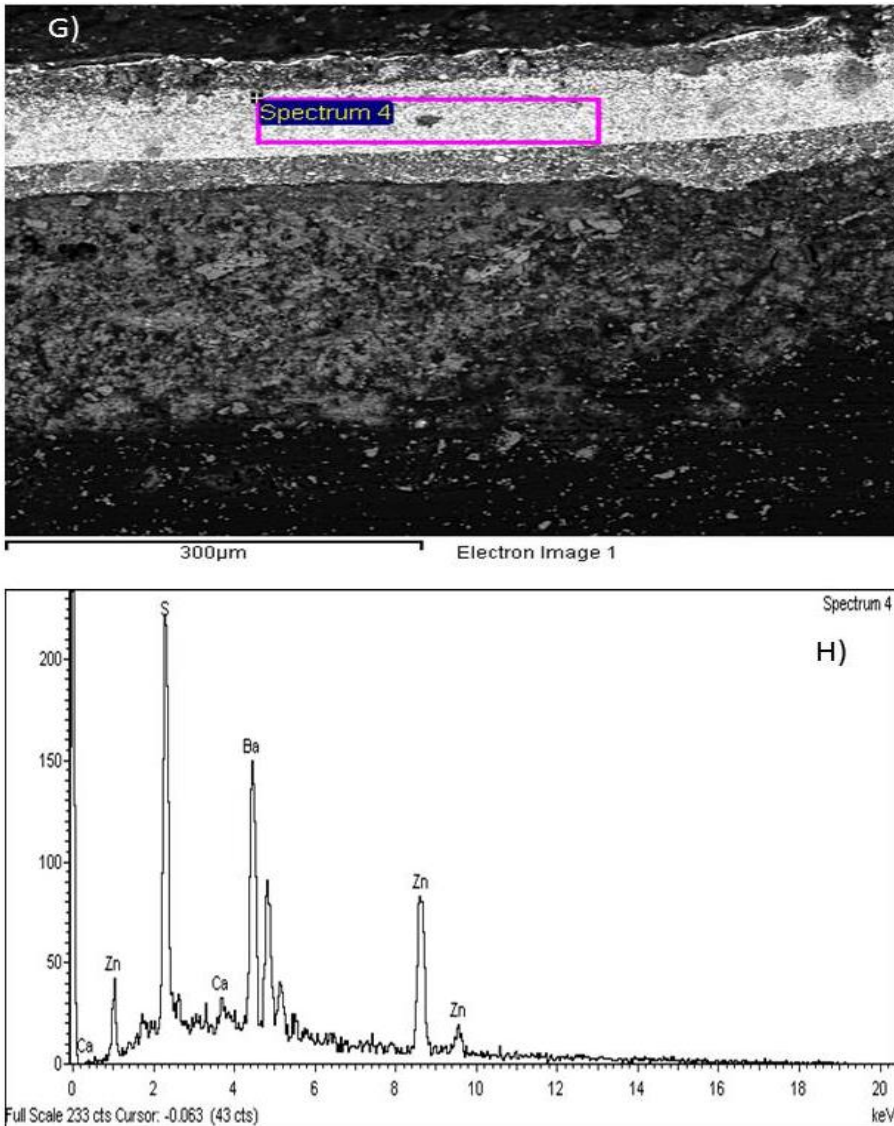 G)
Spectrum 4
300µm Electron Image 1
Spectrum 4
H)
S
200
150
Ba
100
Zn
50
Zn
Ca
Zn
Ca
0
0 2 4 6 8 10 12 14 16 18 20
Full Scale 233 cts Cursor: -0.063 (43 cts) keV